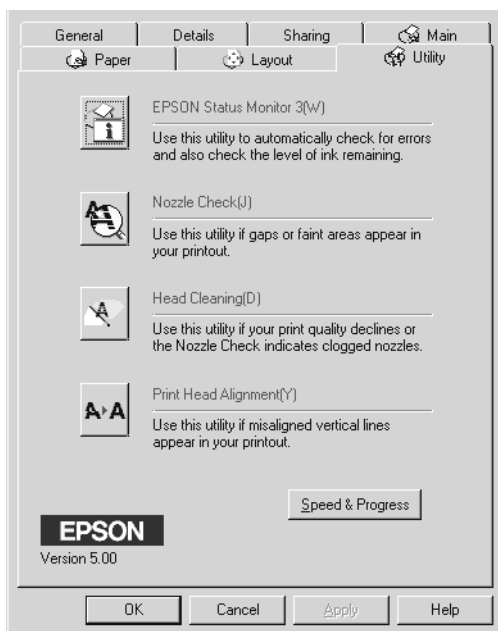 General Details Sharing Main
Paper Layout Utility
EPSON Status Monitor 3(W)
Use this utility to automatically check for errors
and also check the level of ink remaining.
Nozzle Check(J)
Use this utility if gaps or faint areas appear in
your printout.
Head Cleaning(D)
Use this utility if your print quality declines or
the Nozzle Check indicates clogged nozzles.
Print Head Alignment(Y)
Use this utility if misaligned vertical lines
appear in your printout.
Speed & Progress
EPSON
Version 5.00
OK Cancel Apply Help